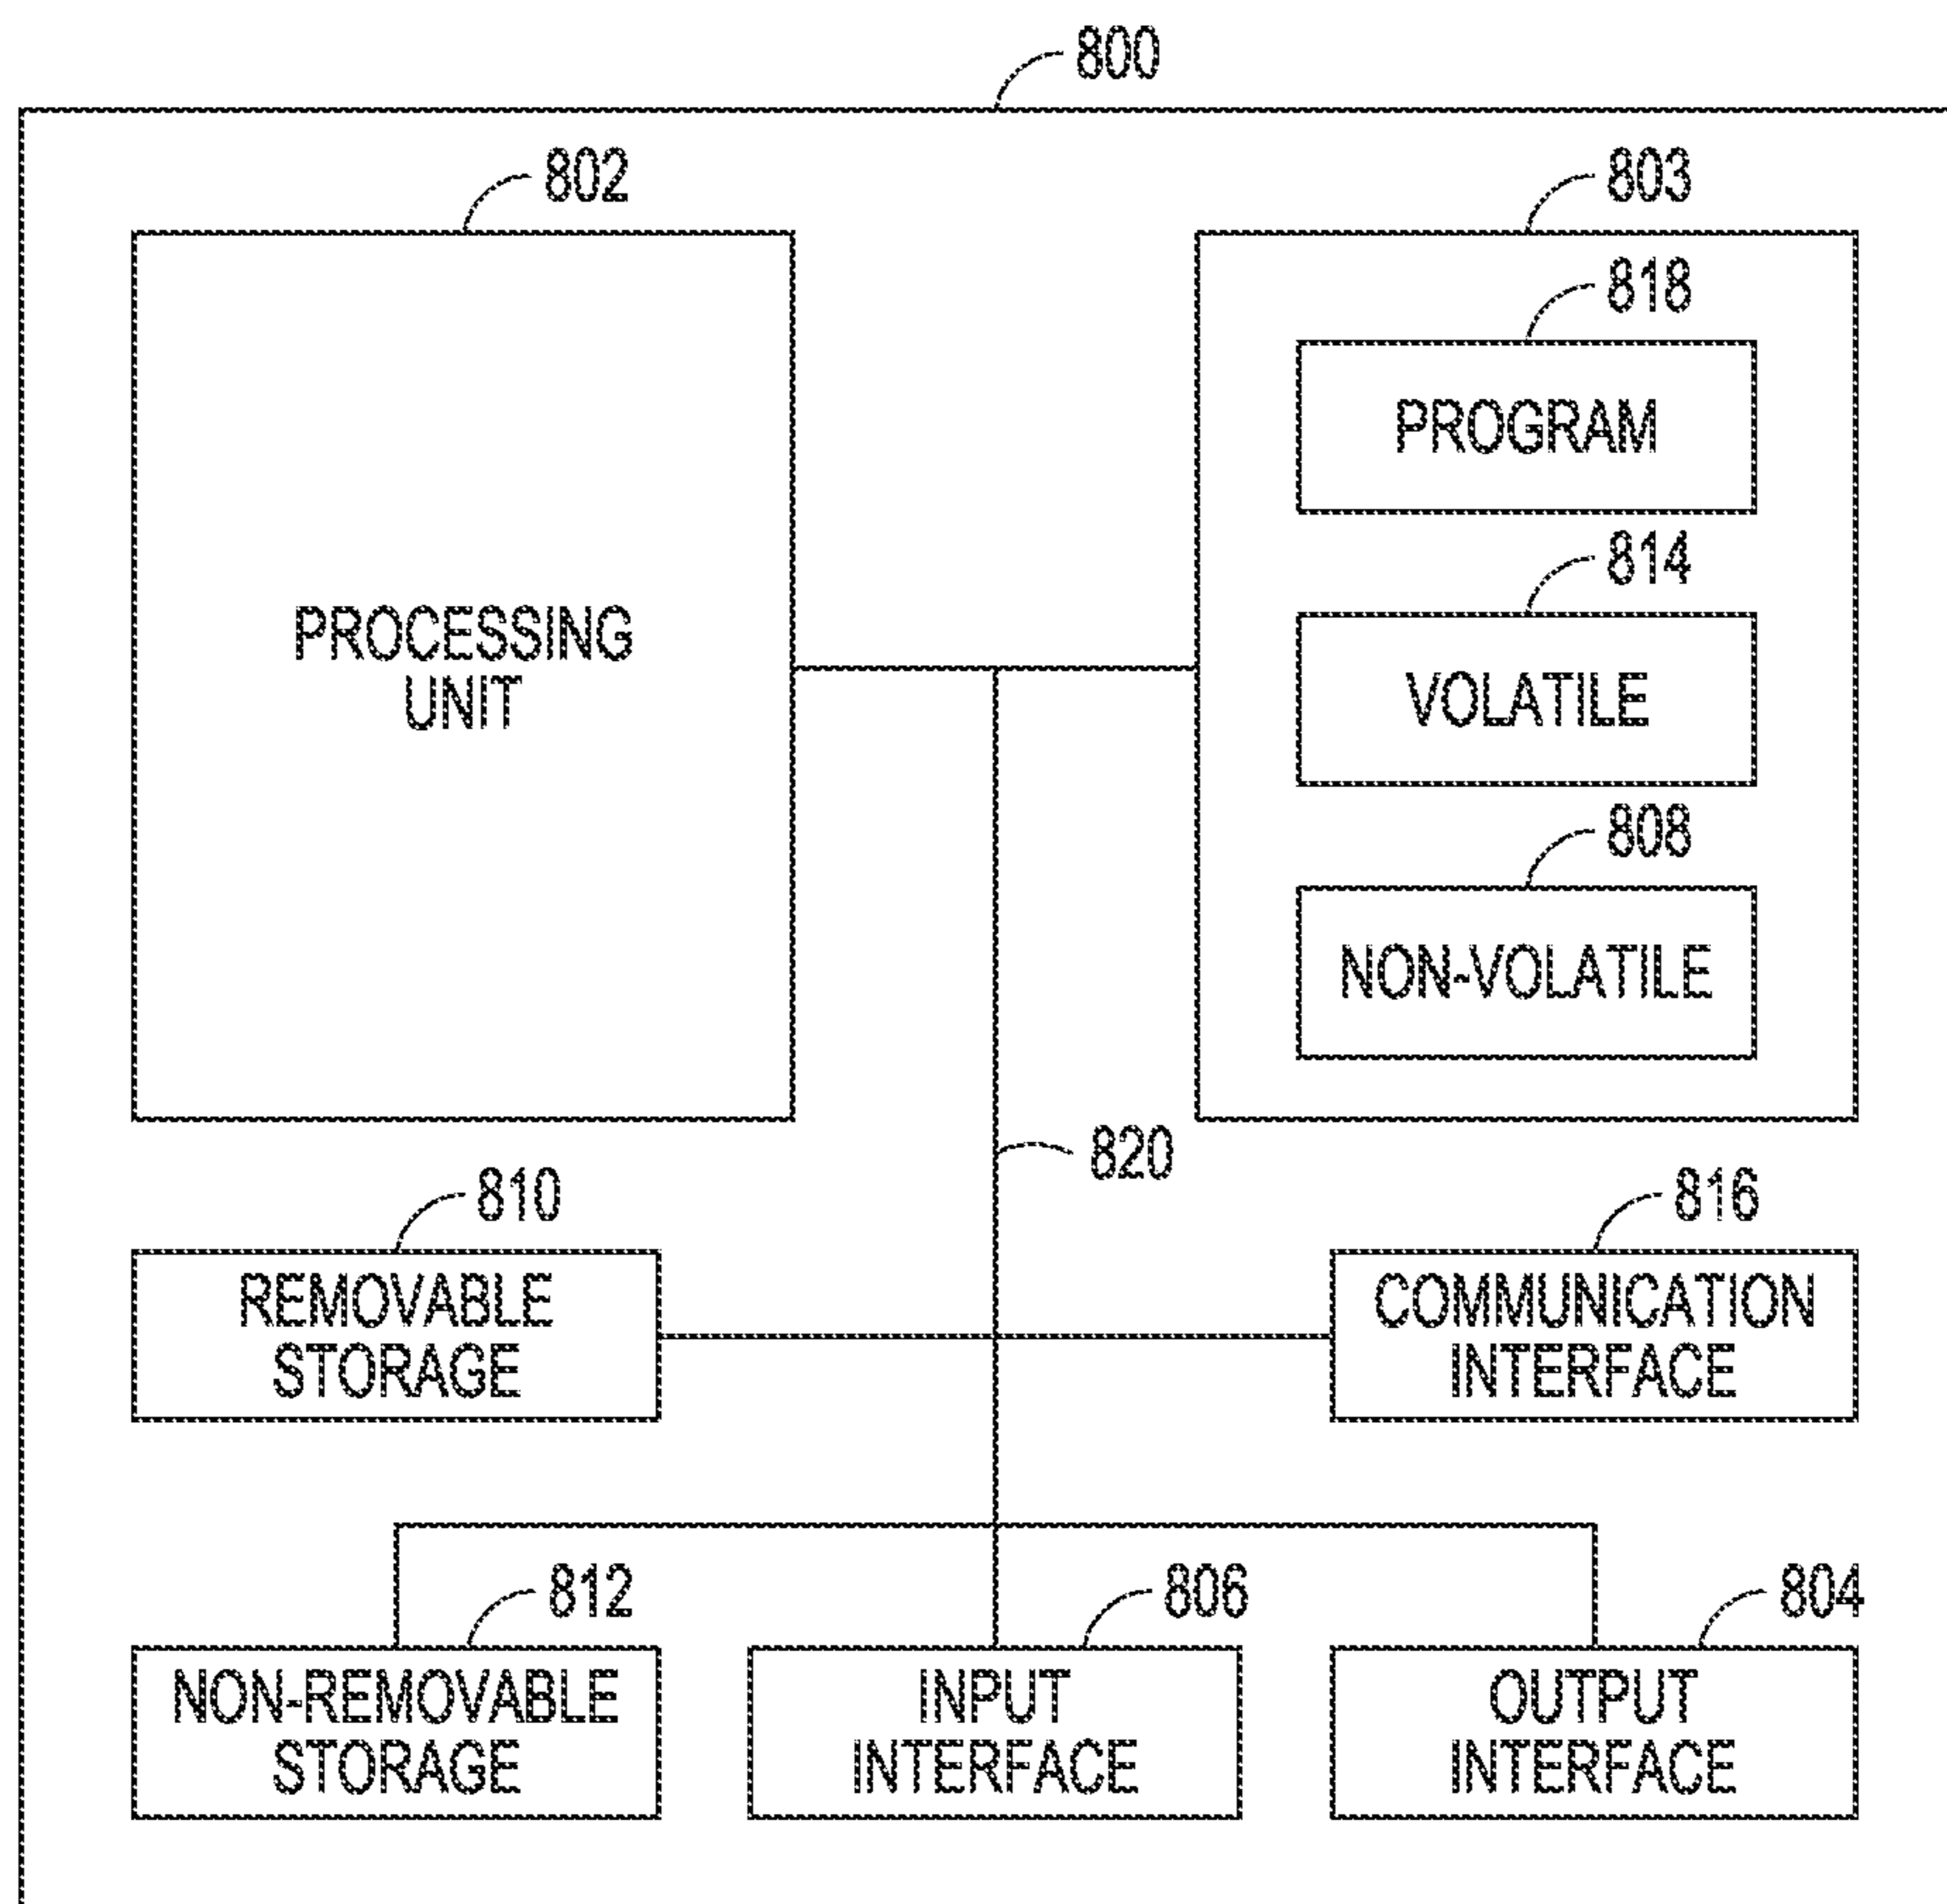 800
802
803
818
PROGRAM
814
PROCESSING
UNIT
VOLATILE
808
NON-VOLATILE
820
810
816
REMOVABLE
STORAGE
COMMUNICATION
INTERFACE
812
806
804
NON-REMOVABLE
STORAGE
INPUT
INTERFACE
OUTPUT
INTERFACE